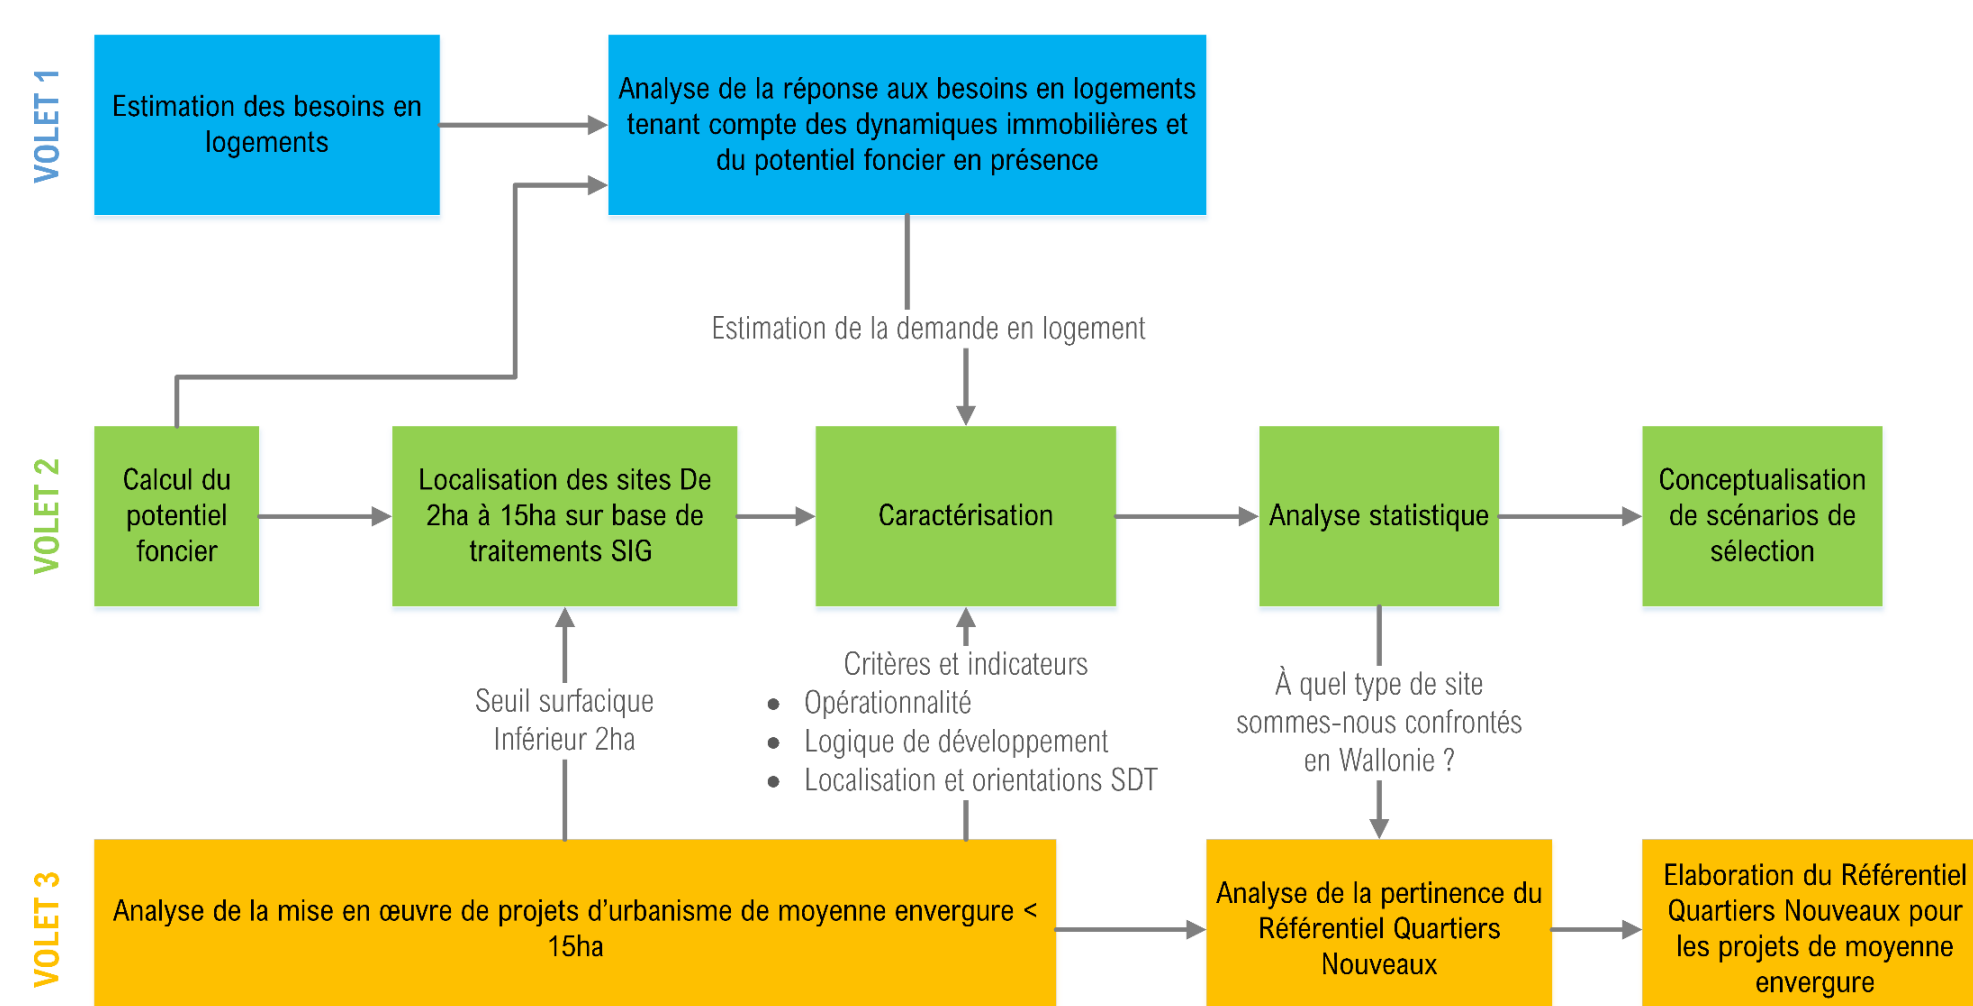 VOLET 1
Estimation des besoins en
logements
Analyse de la réponse aux besoins en logements
tenant compte des dynamiques immobilières et
du potentiel foncier en présence
Estimation de la demande en logement
VOLET 2
Calcul du
potentiel
foncier
Localisation des sites De
2ha à 15ha sur base de
traitements SIG
Caractérisation
Analyse statistique
Conceptualisation
de scénarios de
sélection
Seuil surfacique
Inférieur 2ha
Critères et indicateurs
• Opérationnalité
• Logique de développement
• Localisation et orientations SDT
À quel type de site
sommes-nous confrontés
en Wallonie ?
VOLET 3
Analyse de la mise en œuvre de projets d'urbanisme de moyenne envergure <
15ha
Analyse de la pertinence du
Référentiel Quartiers
Nouveaux
Elaboration du Référentiel
Quartiers Nouveaux pour
les projets de moyenne
envergure